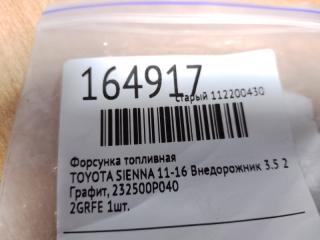 164917
старый 112200430
Форсунка топливная
TOYOTA SIENNA 11-16 Внедорожник 3.5 2
Графит, 232500P040
2GRFE 1шт.